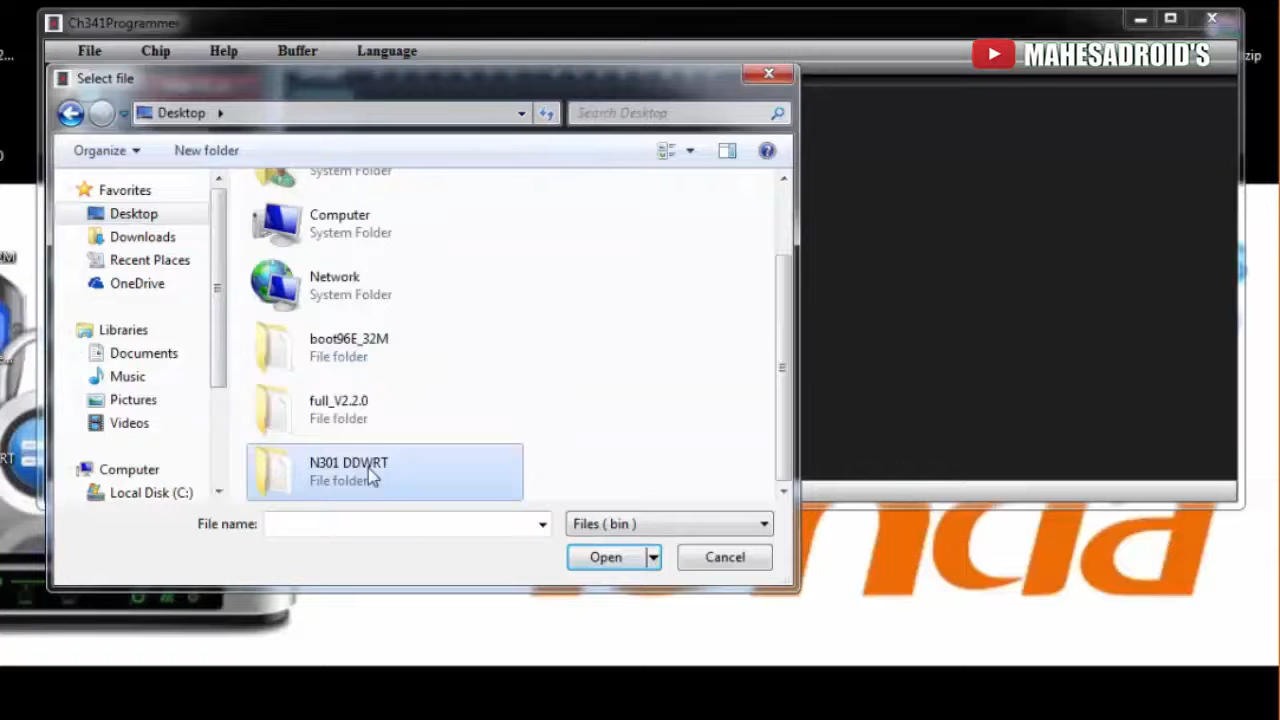 Ch341Programmer
File Chip Help Buffer Language
MAHESADROID'S
zip
Select file
Desktop
Search Desktop
Organize New folder
Favorites
Desktop
Downloads
Recent Places
OneDrive
Libraries
Documents
Music
Pictures
Videos
Computer
Local Disk (C:)
System Folder
Computer
System Folder
Network
System Folder
boot96E_32M
File folder
full_V2.2.0
File folder
N301 DDWRT
File folder
File name:
Files ( bin )
Open
Cancel